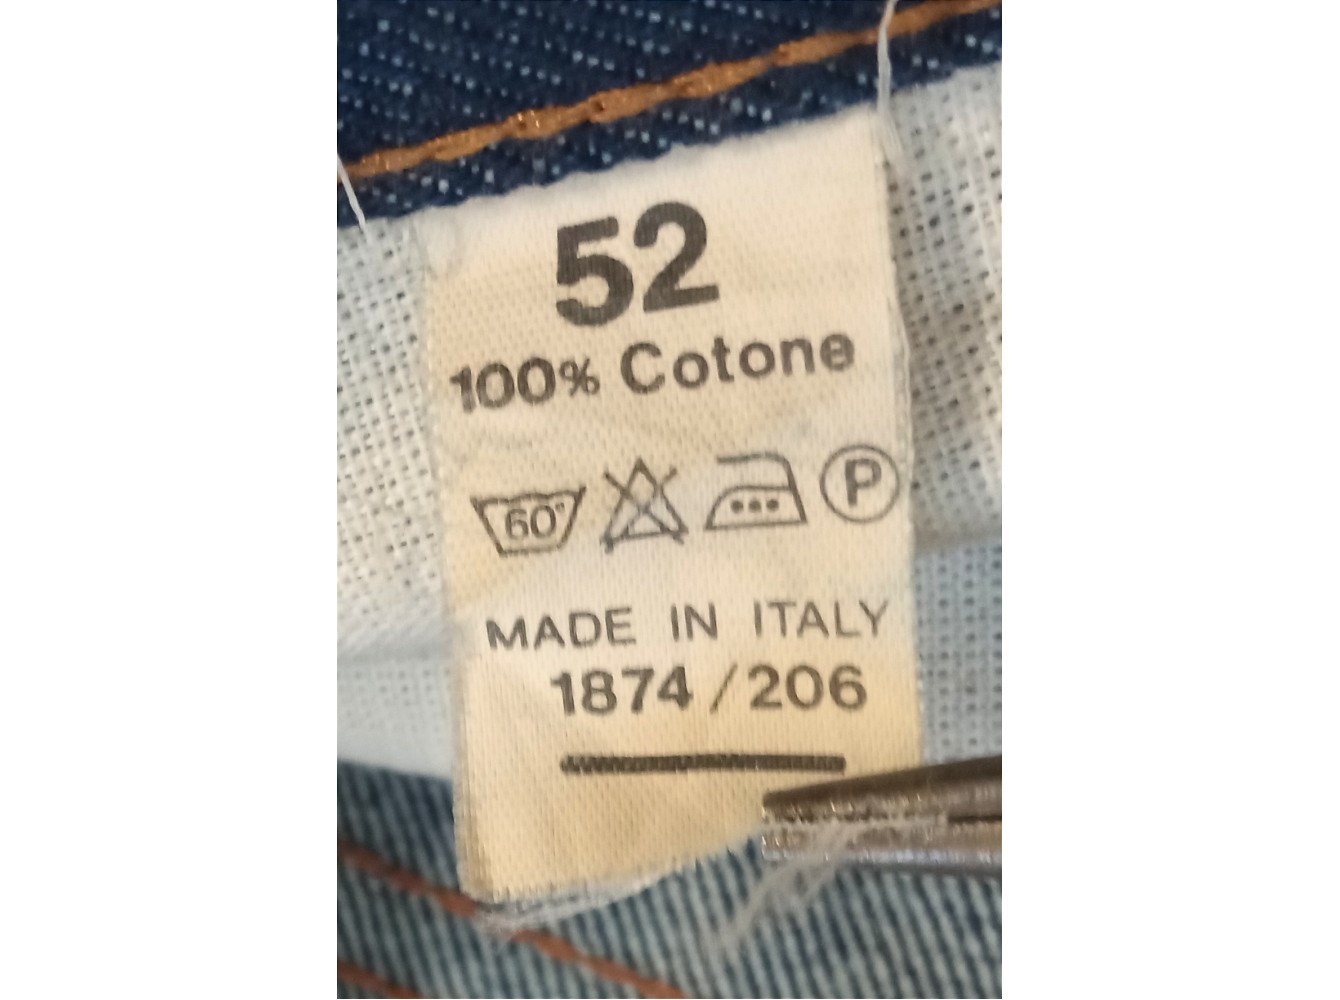 52
100% Cotone
60° P
MADE IN ITALY
1874/206